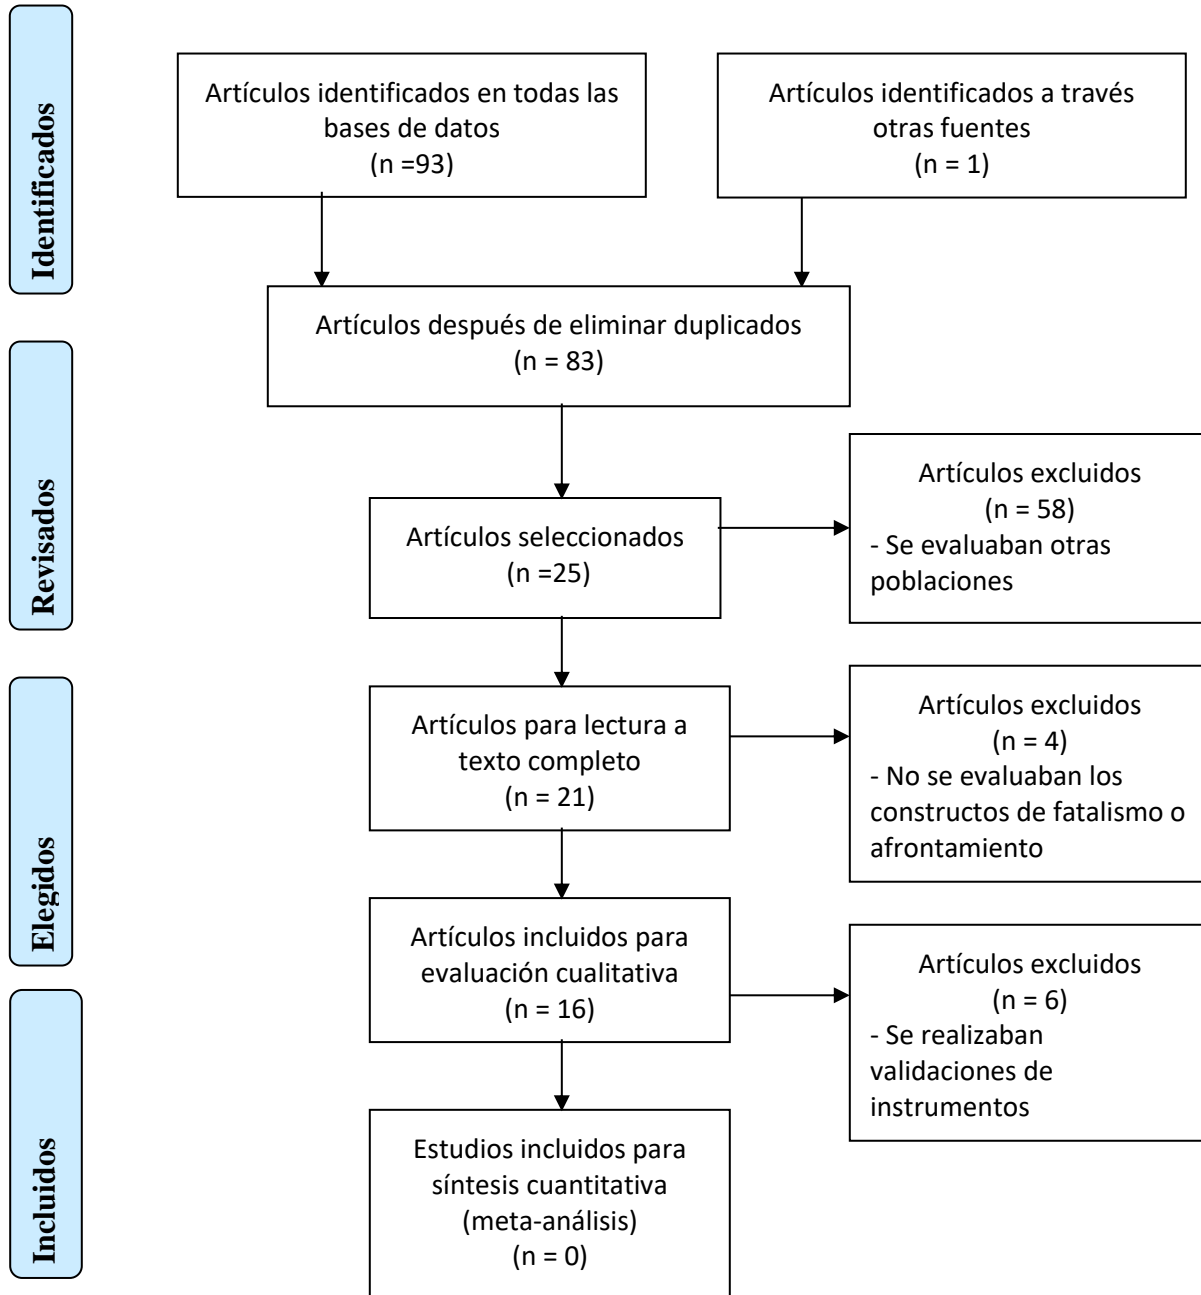 Identificados
Artículos identificados en todas las
bases de datos
(n =93)
Artículos identificados a través
otras fuentes
(n = 1)
Artículos después de eliminar duplicados
(n = 83)
Revisados
Artículos seleccionados
(n =25)
Artículos excluidos
(n = 58)
- Se evaluaban otras
poblaciones
Elegidos
Artículos para lectura a
texto completo
(n = 21)
Artículos excluidos
(n = 4)
- No se evaluaban los
constructos de fatalismo o
afrontamiento
Artículos incluidos para
evaluación cualitativa
(n = 16)
Artículos excluidos
(n = 6)
- Se realizaban
validaciones de
instrumentos
Incluidos
Estudios incluidos para
síntesis cuantitativa
(meta-análisis)
(n = 0)